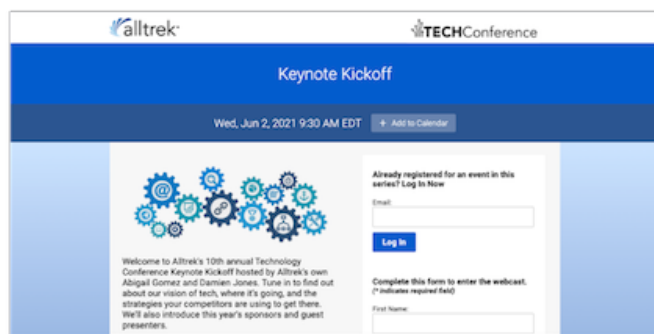 alltrek
TECHConference
Keynote Kickoff
Wed, Jun 2, 2021 9:30 AM EDT
+ Add to Calendar
Welcome to Alltrek's 10th annual Technology
Conference Keynote Kickoff hosted by Alltrek's own
Abigail Gomez and Damien Jones. Tune in to find out
about our vision of tech, where it's going, and the
strategies your competitors are using to get there.
We'll also introduce this year's sponsors and guest
presenters.
Already registered for an event in this
series? Log In Now
Email:
Log In
Complete this form to enter the webcast.
(* Indicates required field)
First Name: